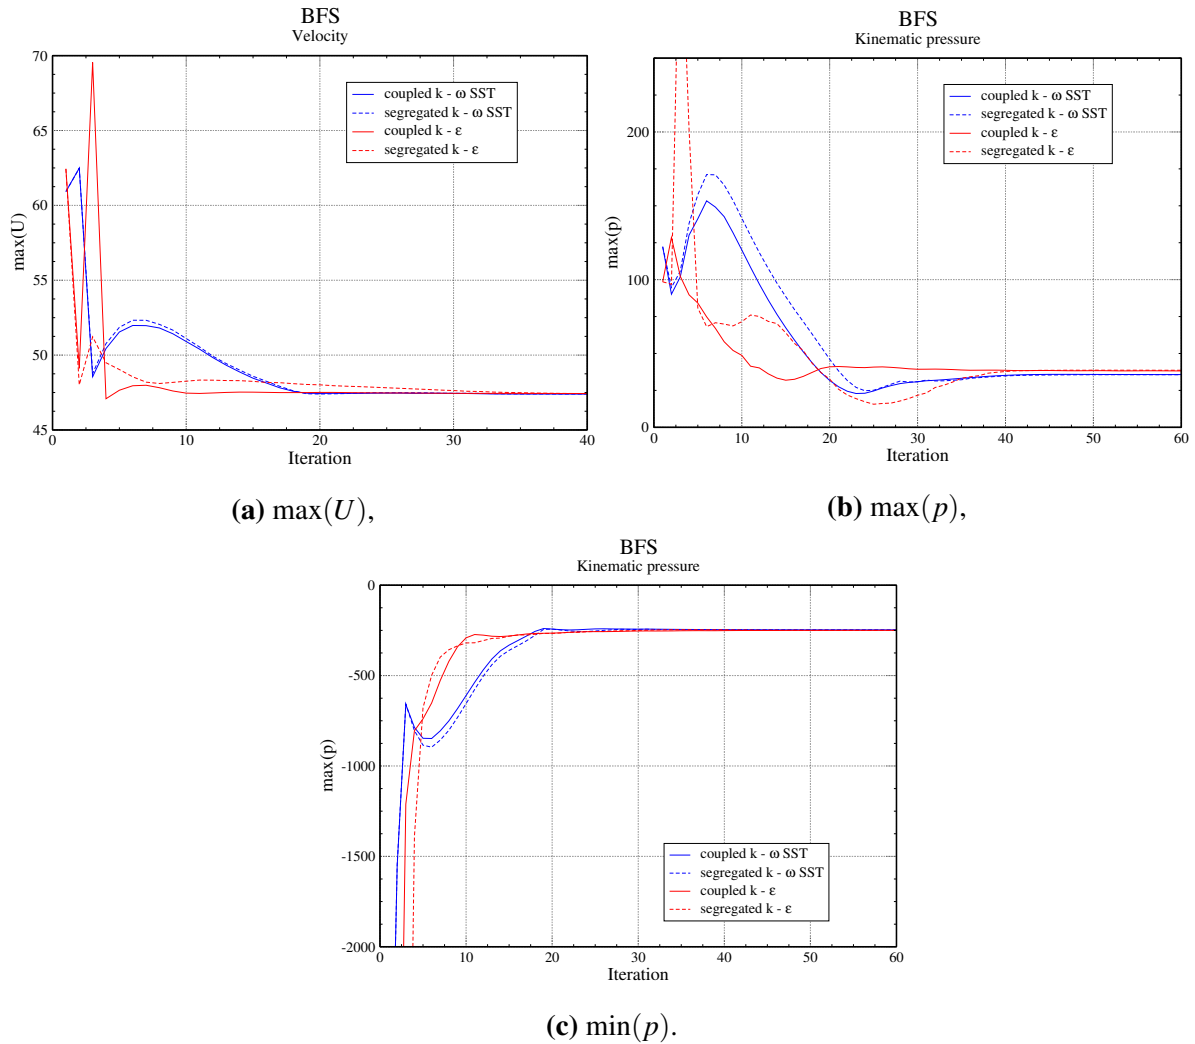 BFS
Velocity
70
65
60
55
50
45
max(U)
0
10
20
30
40
Iteration
coupled k - ω SST
segregated k - ω SST
coupled k - ε
segregated k - ε
(a) max(U),
BFS
Kinematic pressure
200
100
0
max(p)
0
10
20
30
40
50
60
Iteration
coupled k - ω SST
segregated k - ω SST
coupled k - ε
segregated k - ε
(b) max(p),
BFS
Kinematic pressure
0
-500
-1000
-1500
-2000
max(p)
0
10
20
30
40
50
60
Iteration
coupled k - ω SST
segregated k - ω SST
coupled k - ε
segregated k - ε
(c) min(p).